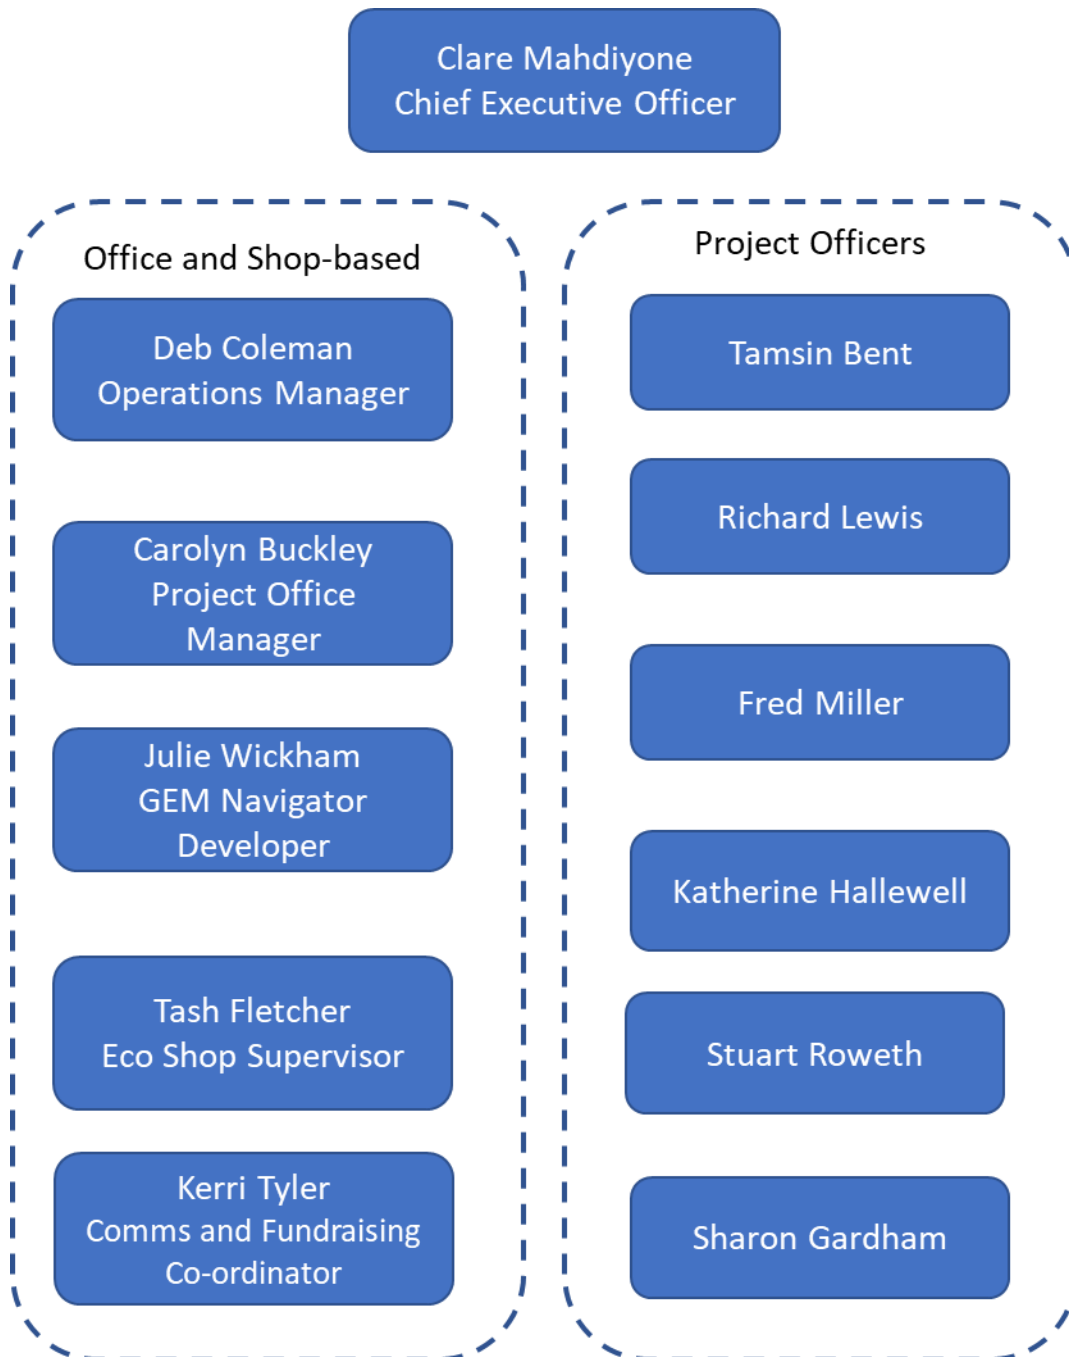 Clare Mahdiyone
Chief Executive Officer
Office and Shop-based
Deb Coleman
Operations Manager
Carolyn Buckley
Project Office
Manager
Julie Wickham
GEM Navigator
Developer
Tash Fletcher
Eco Shop Supervisor
Kerri Tyler
Comms and Fundraising
Co-ordinator
Project Officers
Tamsin Bent
Richard Lewis
Fred Miller
Katherine Hallewell
Stuart Roweth
Sharon Gardham